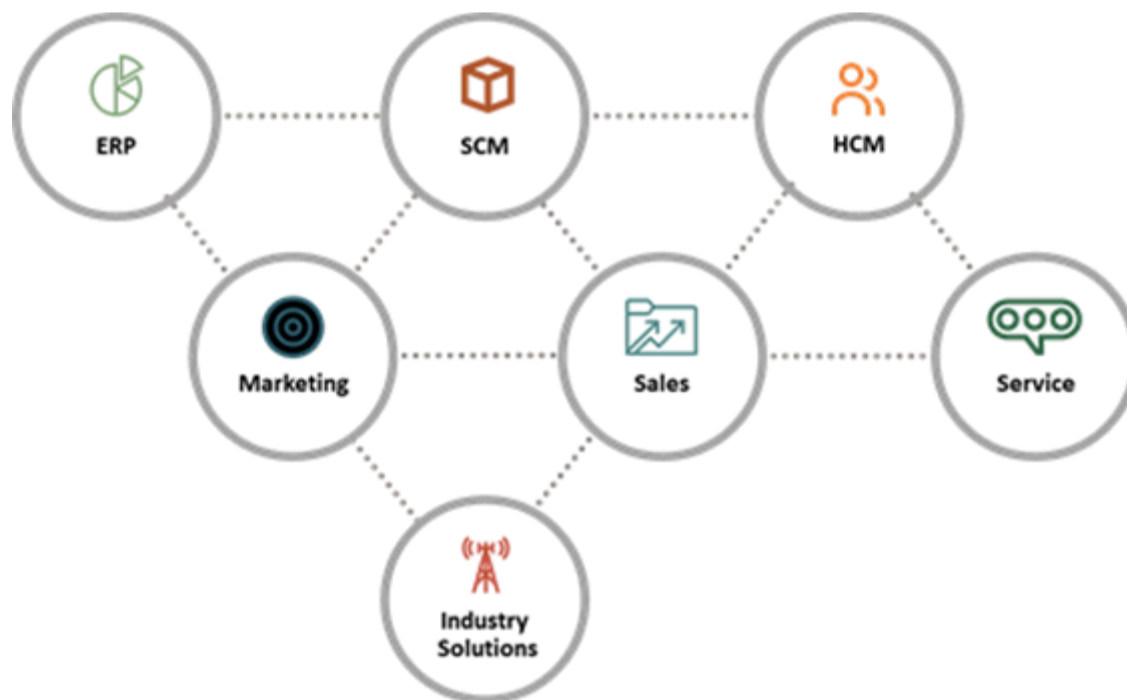 ERP
SCM
HCM
Marketing
Sales
Service
Industry
Solutions